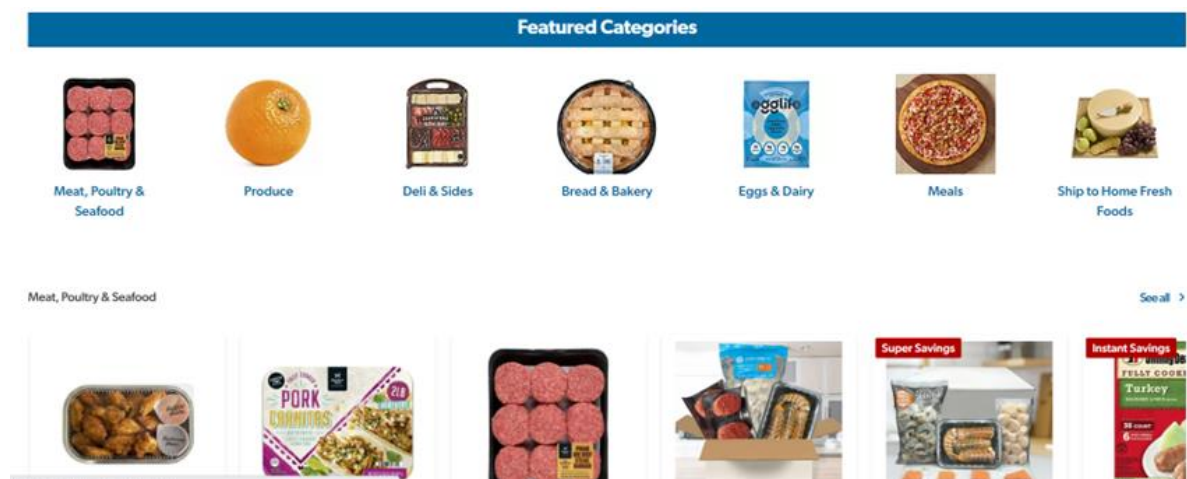 Featured Categories
egglife
Meat, Poultry &
Seafood
Produce
Deli & Sides
Bread & Bakery
Eggs & Dairy
Meals
Ship to Home Fresh
Foods
Meat, Poultry & Seafood
See all >
Super Savings
Instant Savings
FULLY COOKED
Turkey
PORK
CARNITAS
2LB